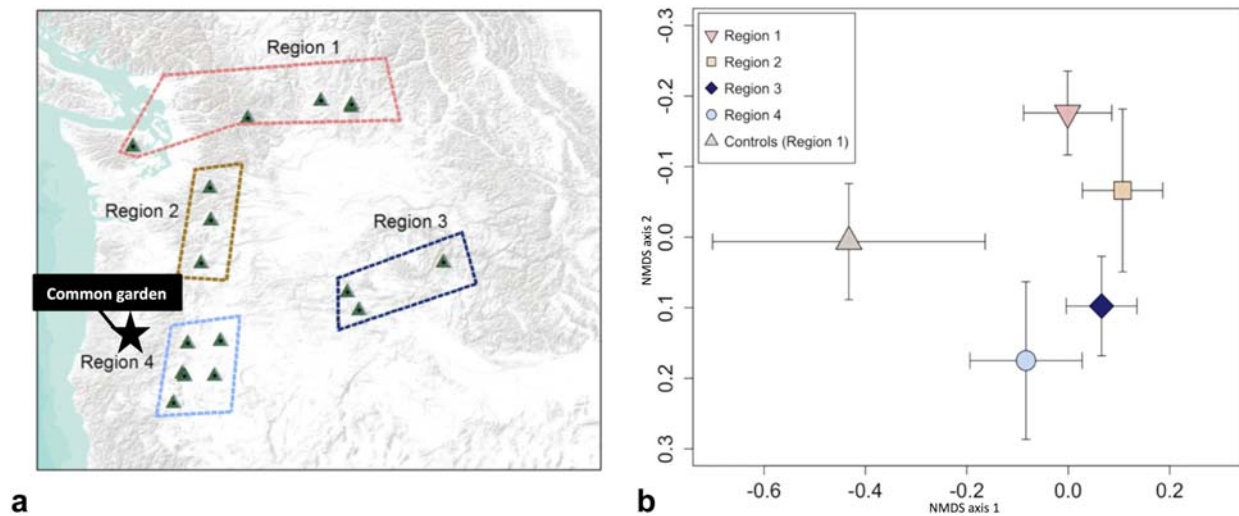 Region 1
Region 2
Region 3
Common garden
Region 4
a
Region 1
Region 2
Region 3
Region 4
Controls (Region 1)
-0.3
-0.2
-0.1
0.0
0.1
0.2
0.3
NMDS axis 2
-0.6
-0.4
-0.2
0.0
0.2
NMDS axis 1
b